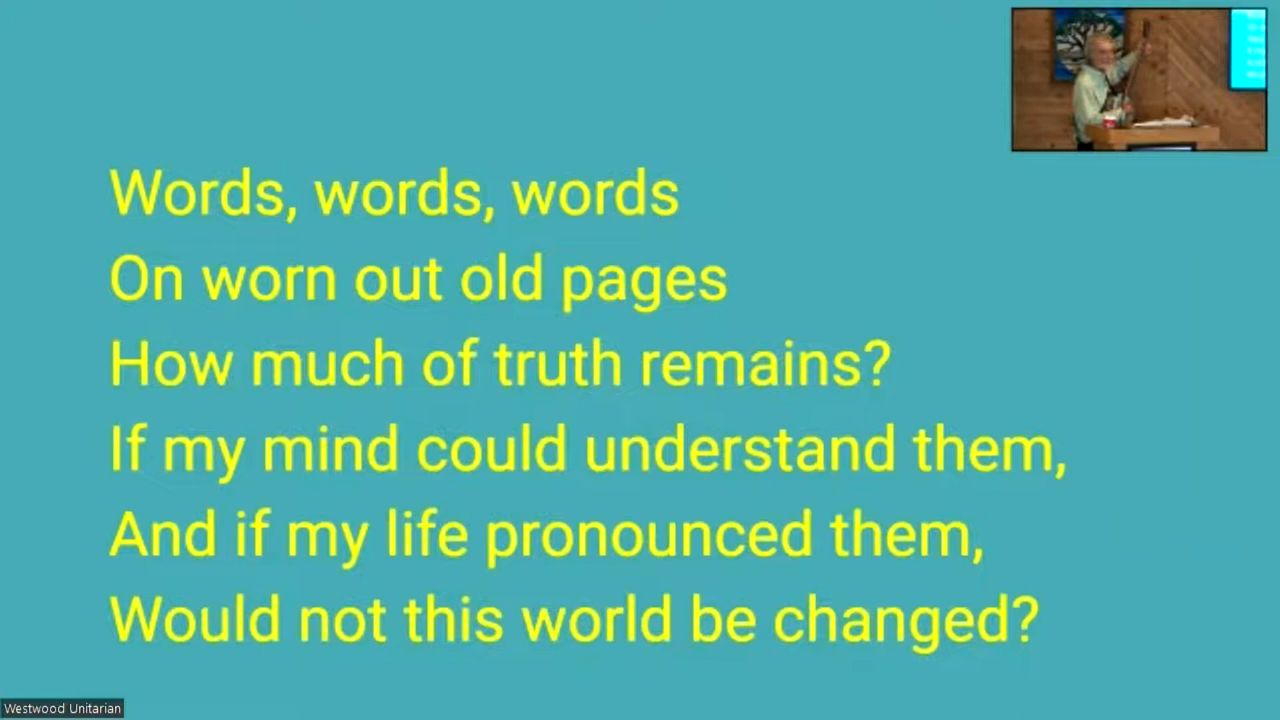 Words, words, words
On worn out old pages
How much of truth remains?
If my mind could understand them,
And if my life pronounced them,
Would not this world be changed?
Westwood Unitarian